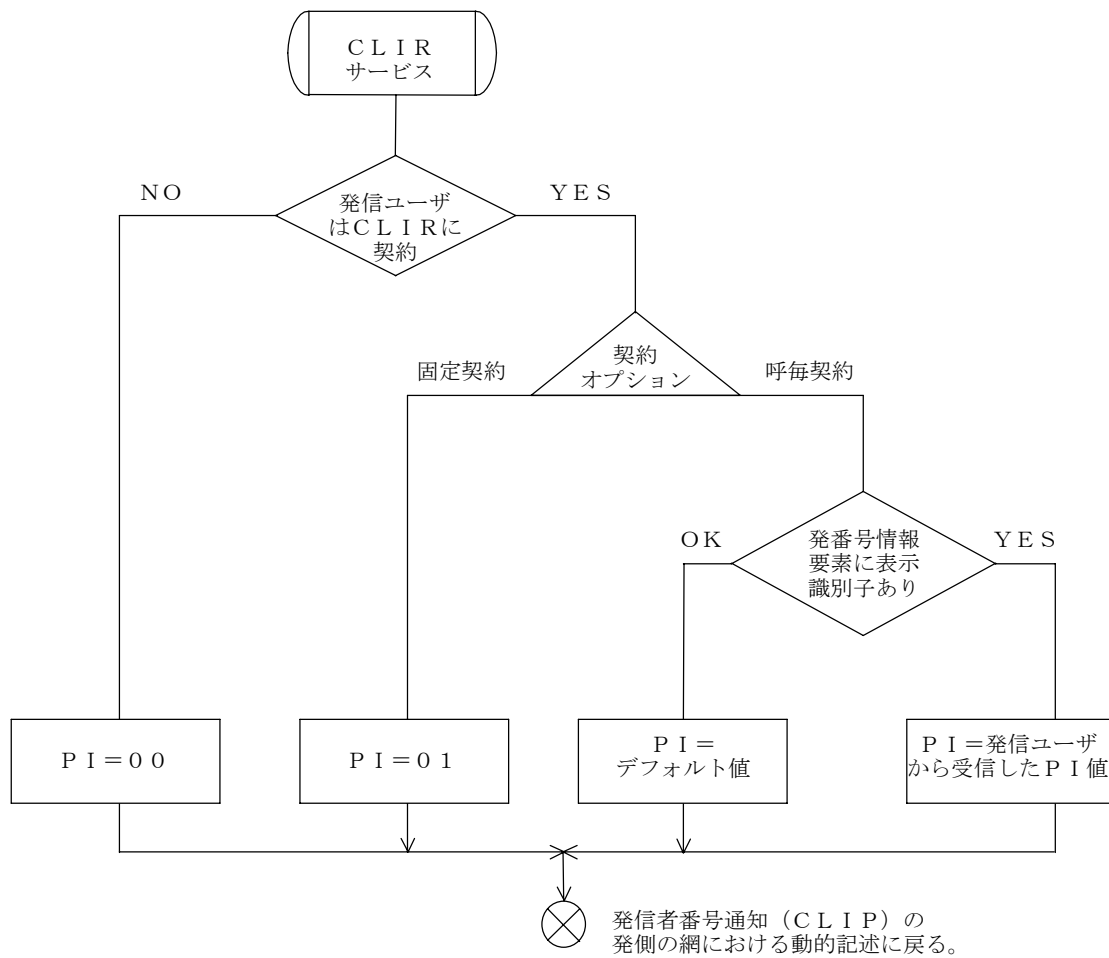 ＣＬＩＲ
サービス
ＮＯ
ＹＥＳ
発信ユーザ
はＣＬＩＲに
契約
固定契約
契約
オプション
呼毎契約
ＯＫ
発番号情報
要素に表示
識別子あり
ＹＥＳ
ＰＩ＝００
ＰＩ＝０１
ＰＩ＝
デフォルト値
ＰＩ＝発信ユーザ
から受信したＰＩ値
発信者番号通知（ＣＬＩＰ）の
発側の網における動的記述に戻る。